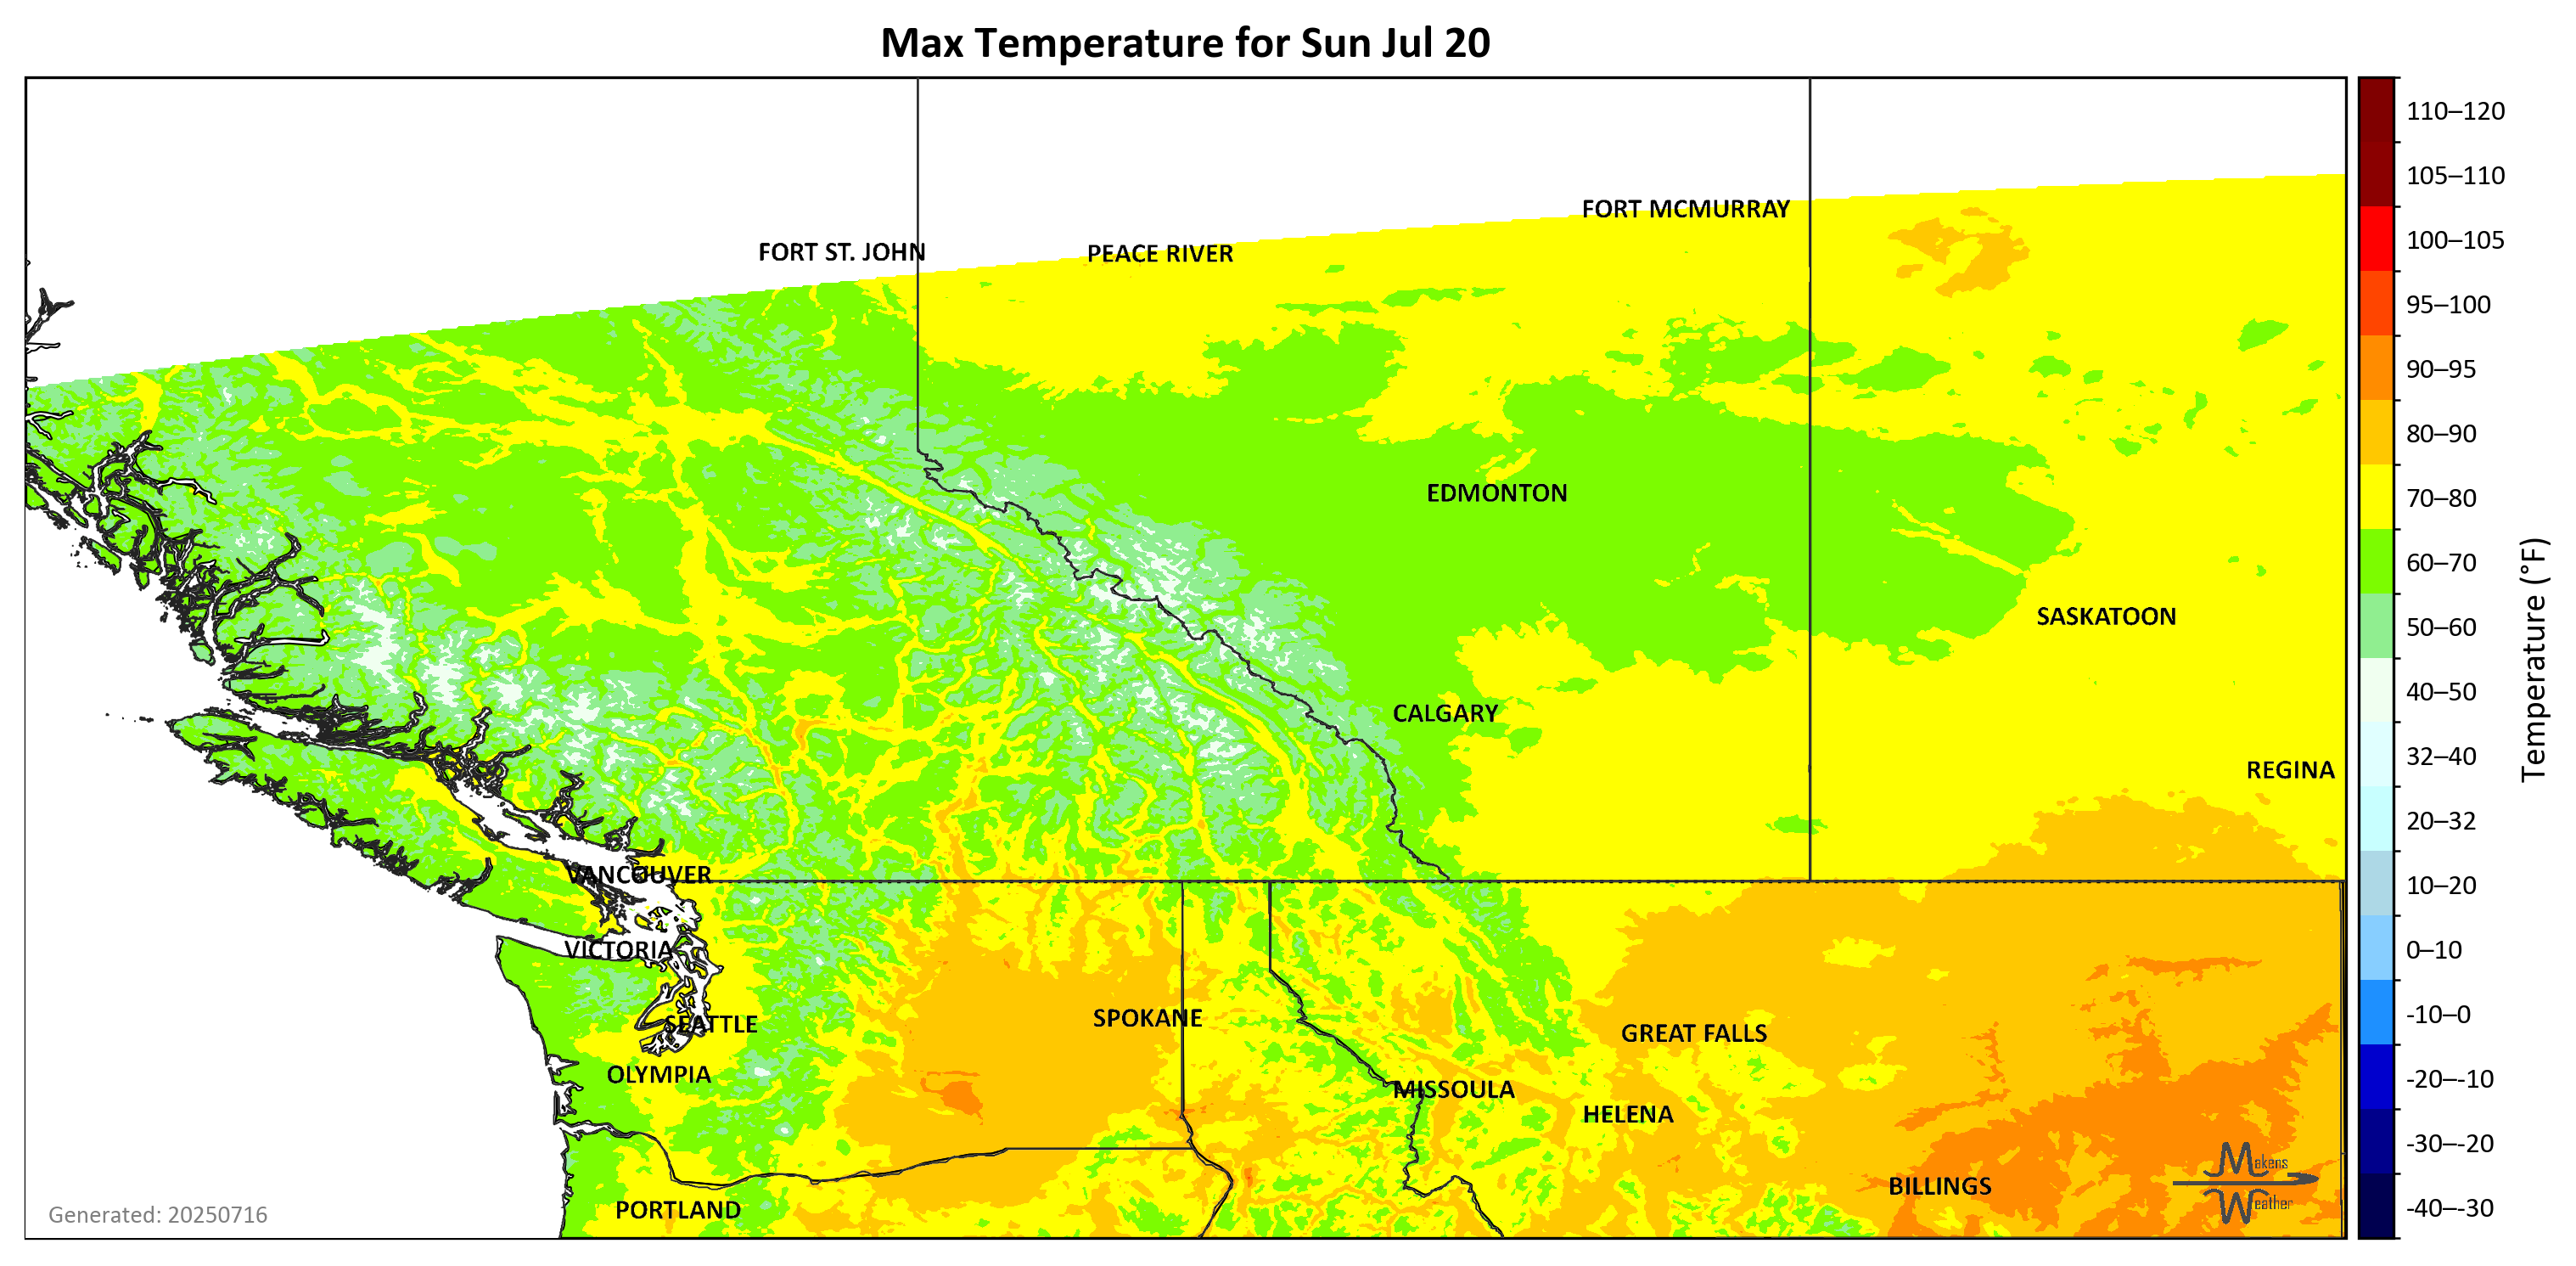 Max Temperature for Sun Jul 20
110–120
105–110
FORT MCMURRAY
100–105
FORT ST. JOHN
PEACE RIVER
95–100
90–95
80–90
EDMONTON
70–80
60–70
SASKATOON
50–60
40–50
CALGARY
32–40
REGINA
Temperature (°F)
20–32
VANCOUVER
10–20
VICTORIA
0–10
SPOKANE
-10–0
SEATTLE
GREAT FALLS
OLYMPIA
-20–-10
MISSOULA
HELENA
-30–-20
Makens
Weather
BILLINGS
PORTLAND
-40–-30
Generated: 20250716